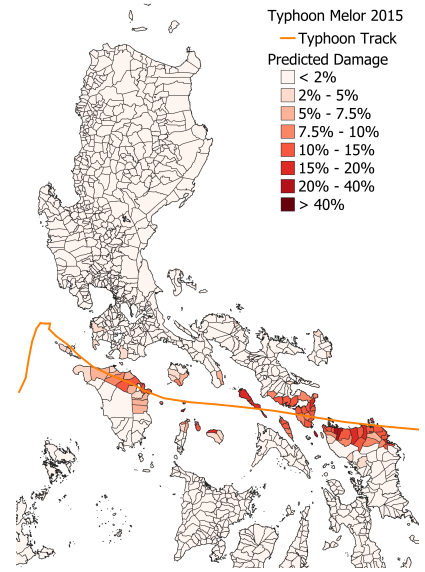 Typhoon Melor 2015
Typhoon Track
Predicted Damage
< 2%
2% - 5%
5% - 7.5%
7.5% - 10%
10% - 15%
15% - 20%
20% - 40%
> 40%